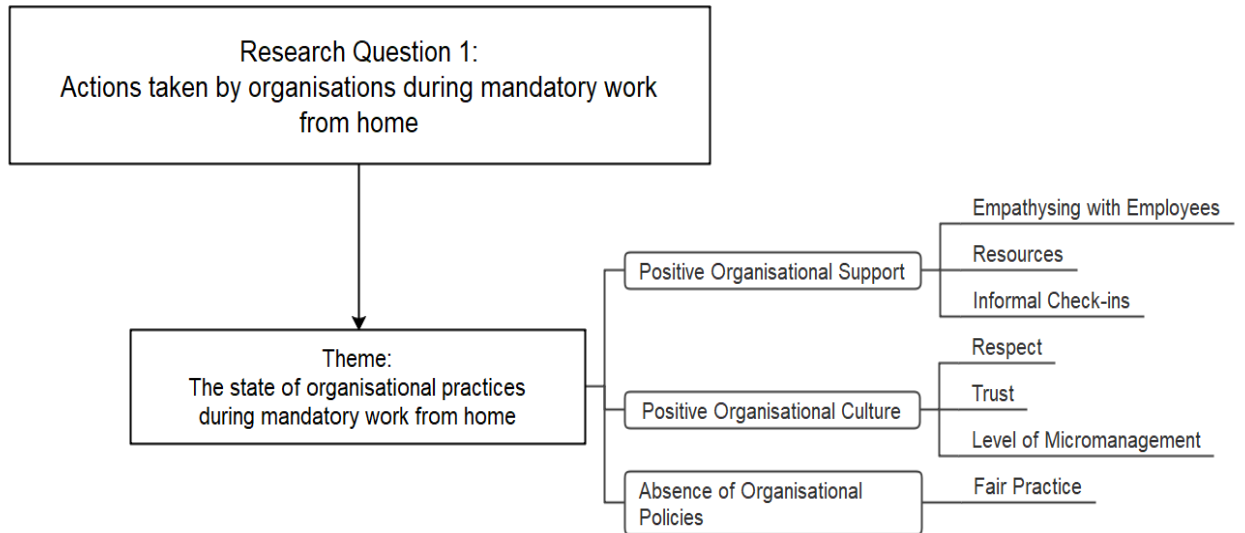 Research Question 1:
Actions taken by organisations during mandatory work
from home
Theme:
The state of organisational practices
during mandatory work from home
Positive Organisational Support
Empathysing with Employees
Resources
Informal Check-ins
Positive Organisational Culture
Respect
Trust
Level of Micromanagement
Absence of Organisational
Policies
Fair Practice